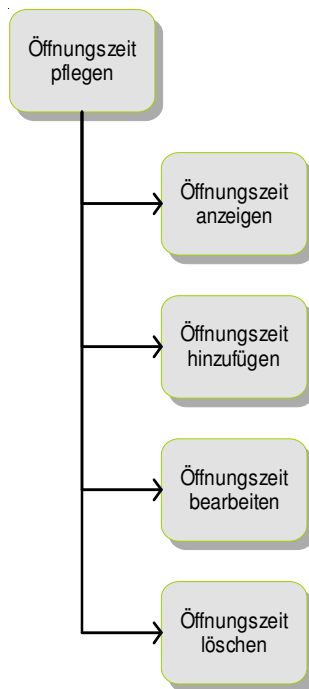 Öffnungszeit
pflegen
Öffnungszeit
anzeigen
Öffnungszeit
hinzufügen
Öffnungszeit
bearbeiten
Öffnungszeit
löschen